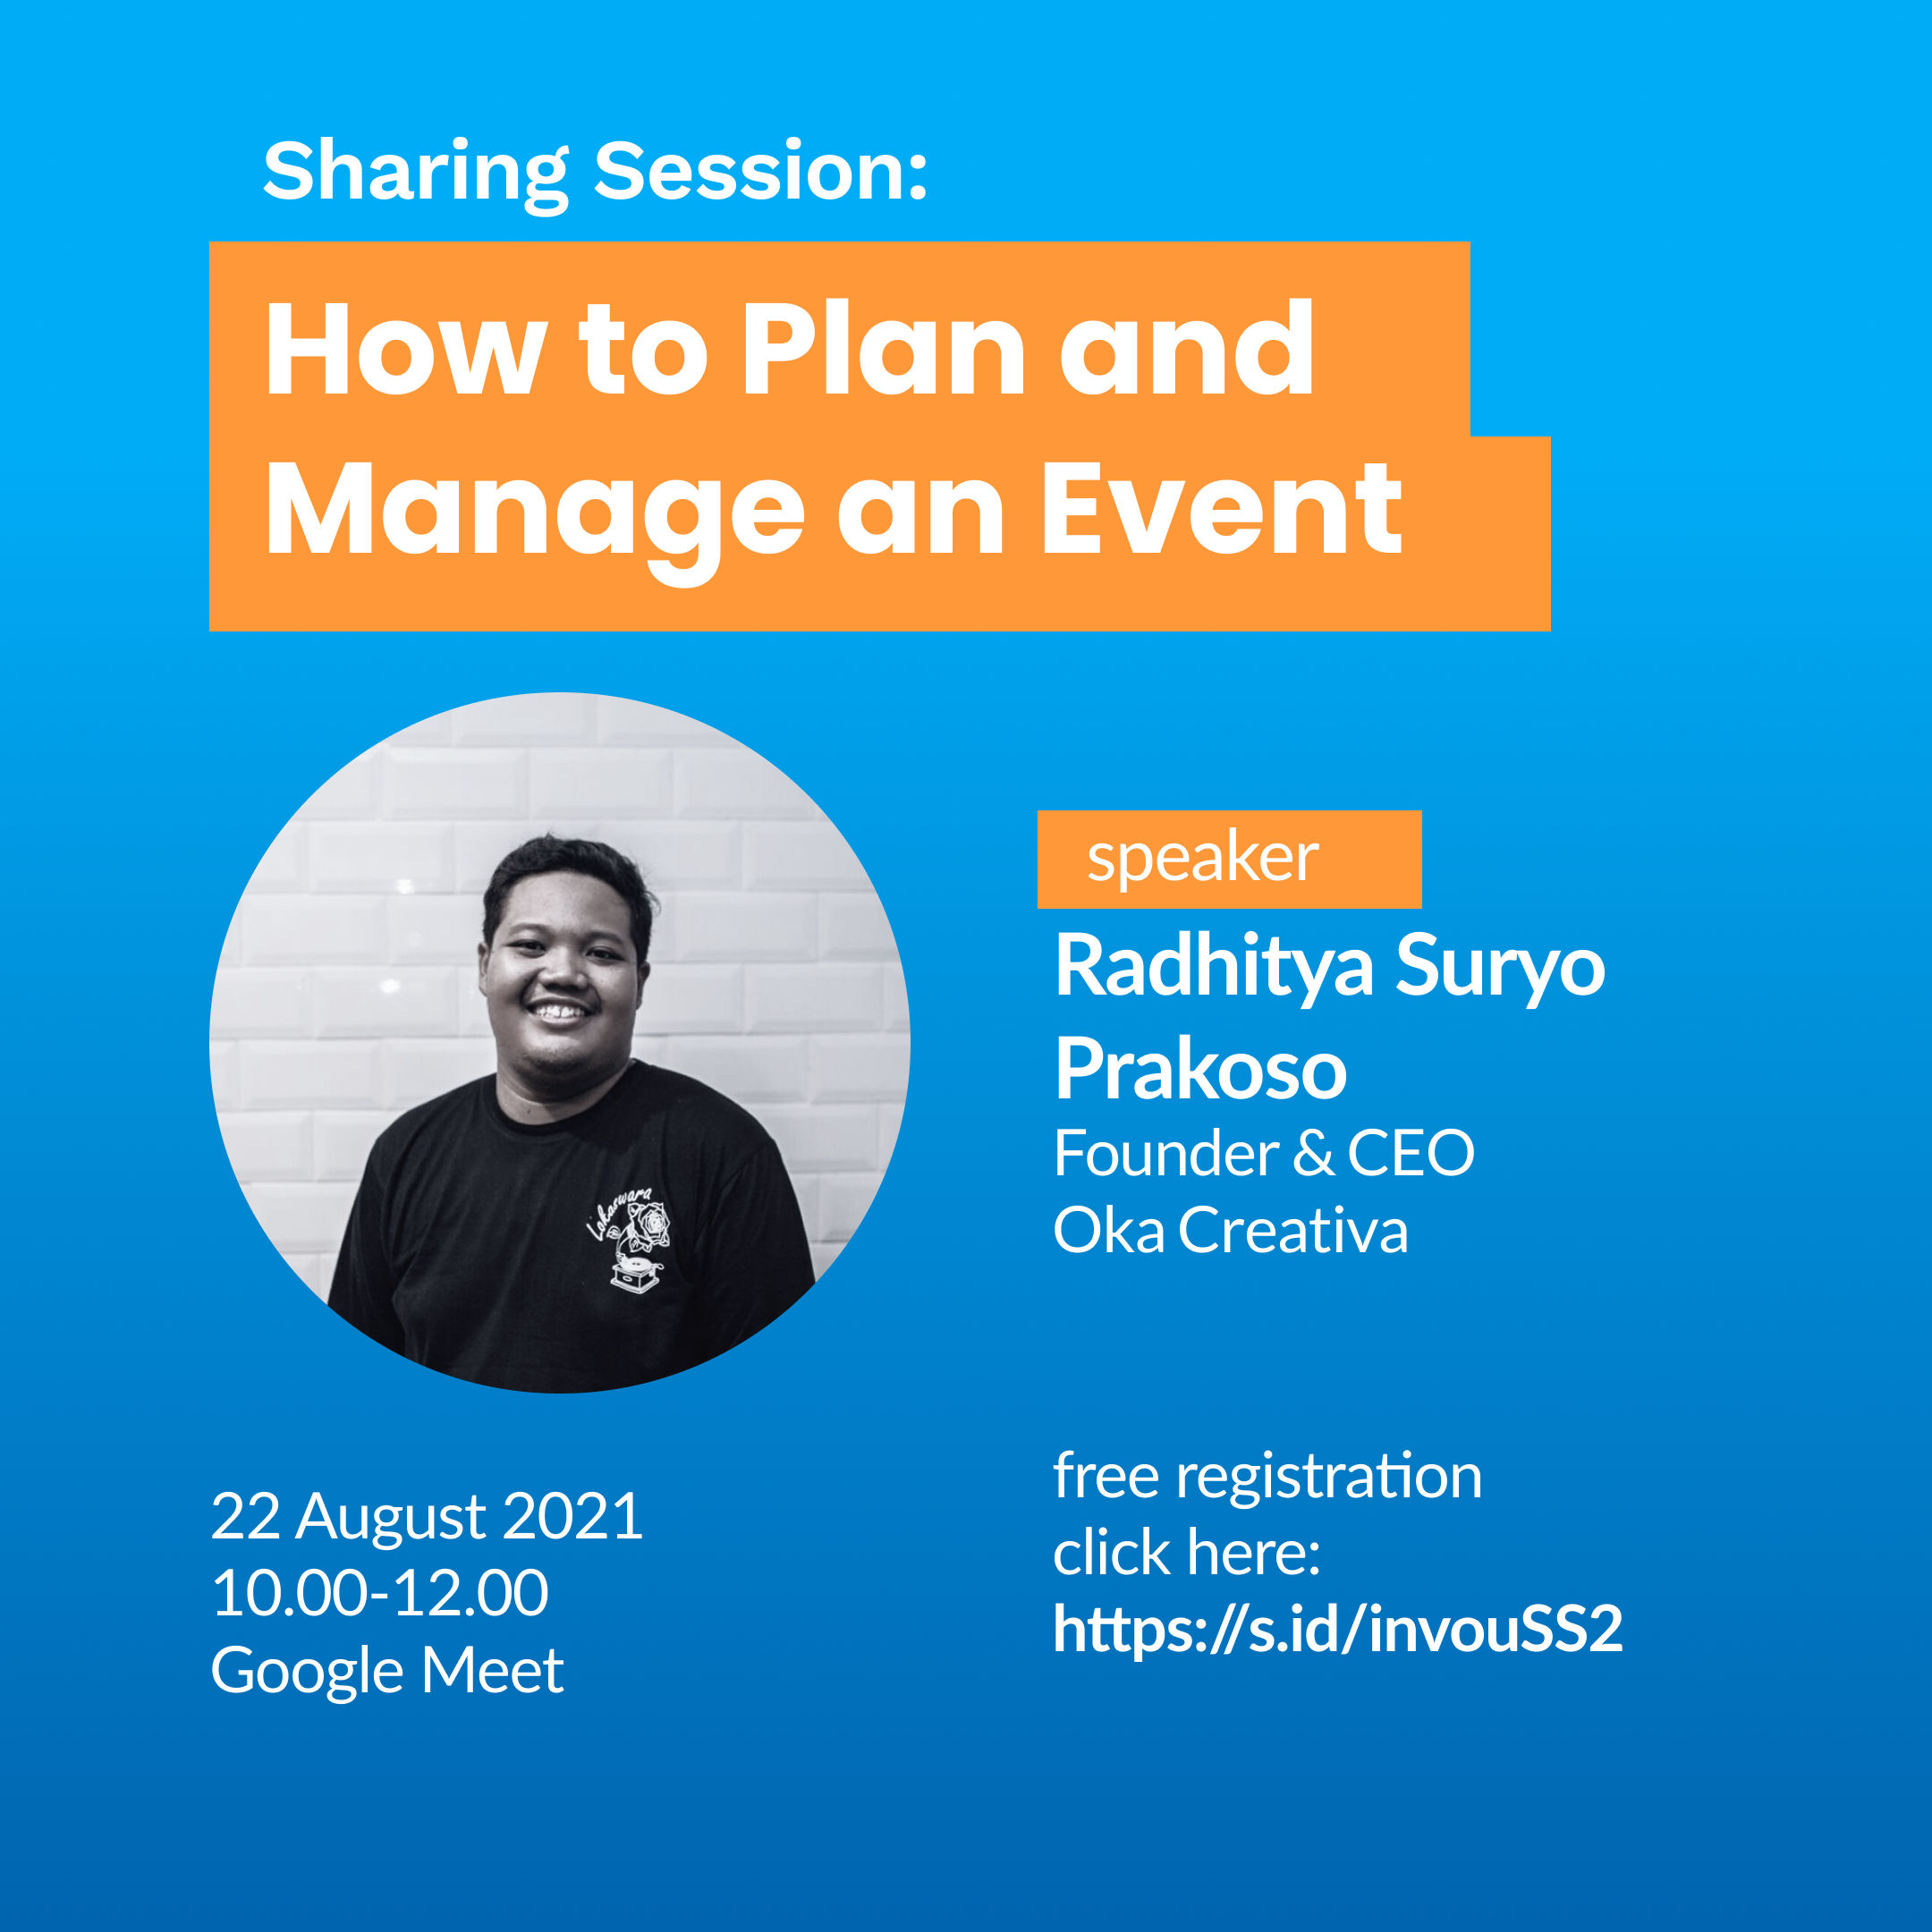 Sharing Session:
How to Plan and
Manage an Event
speaker
Radhitya Suryo
Prakoso
Founder & CEO
Oka Creativa
Lokaswara
22 August 2021
10.00-12.00
Google Meet
free registration
click here:
https://s.id/invouSS2